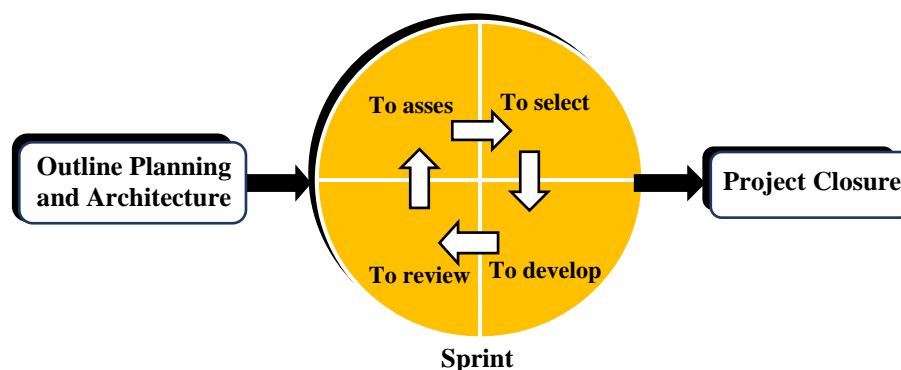 Outline Planning
and Architecture
To asses
To select
To review
To develop
Project Closure
Sprint